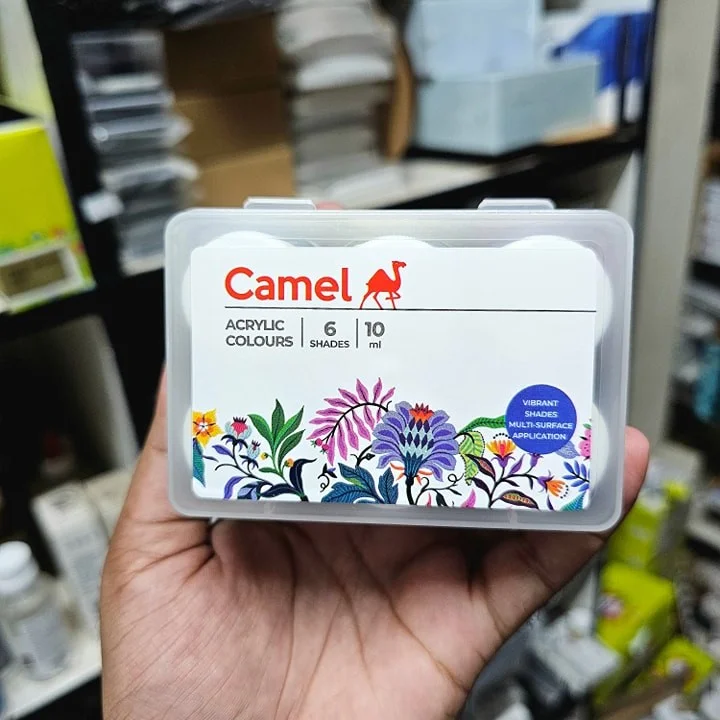 Camel
ACRYLIC
COLOURS
6
SHADES
10
ml
VIBRANT
SHADES
MULTI-SURFACE
APPLICATION